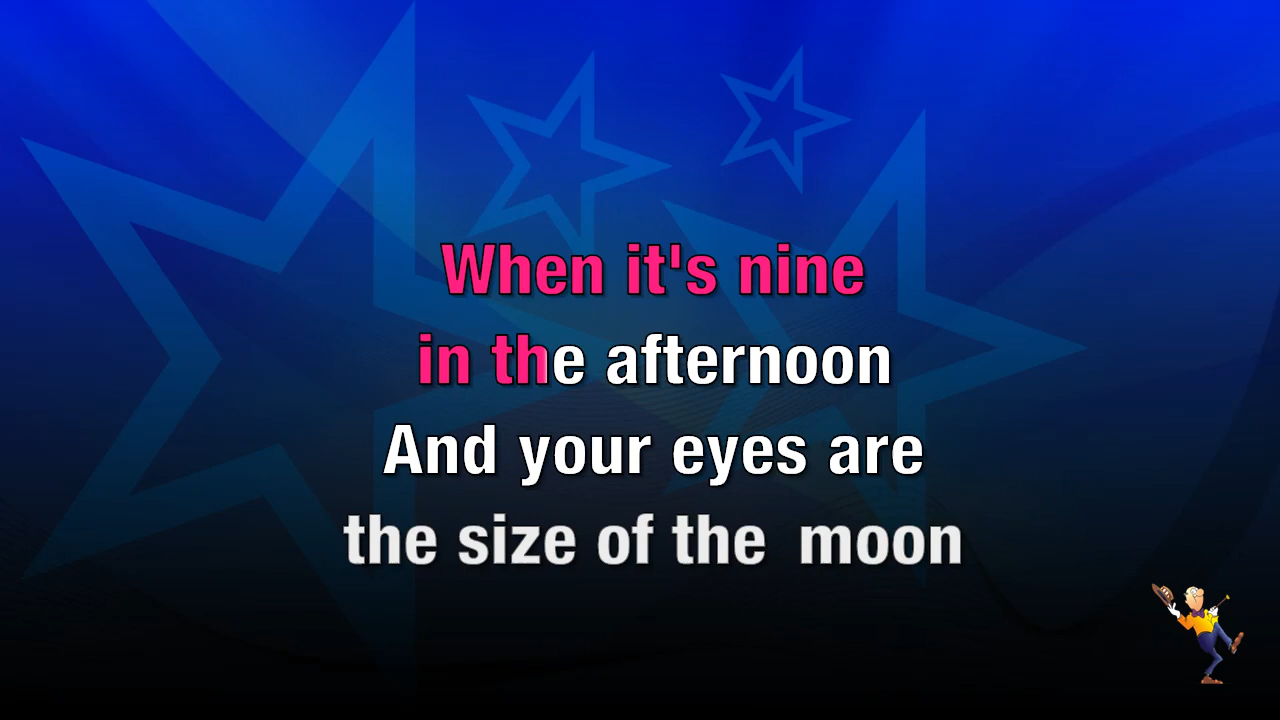 When it's nine
in the afternoon
And your eyes are
the size of the moon